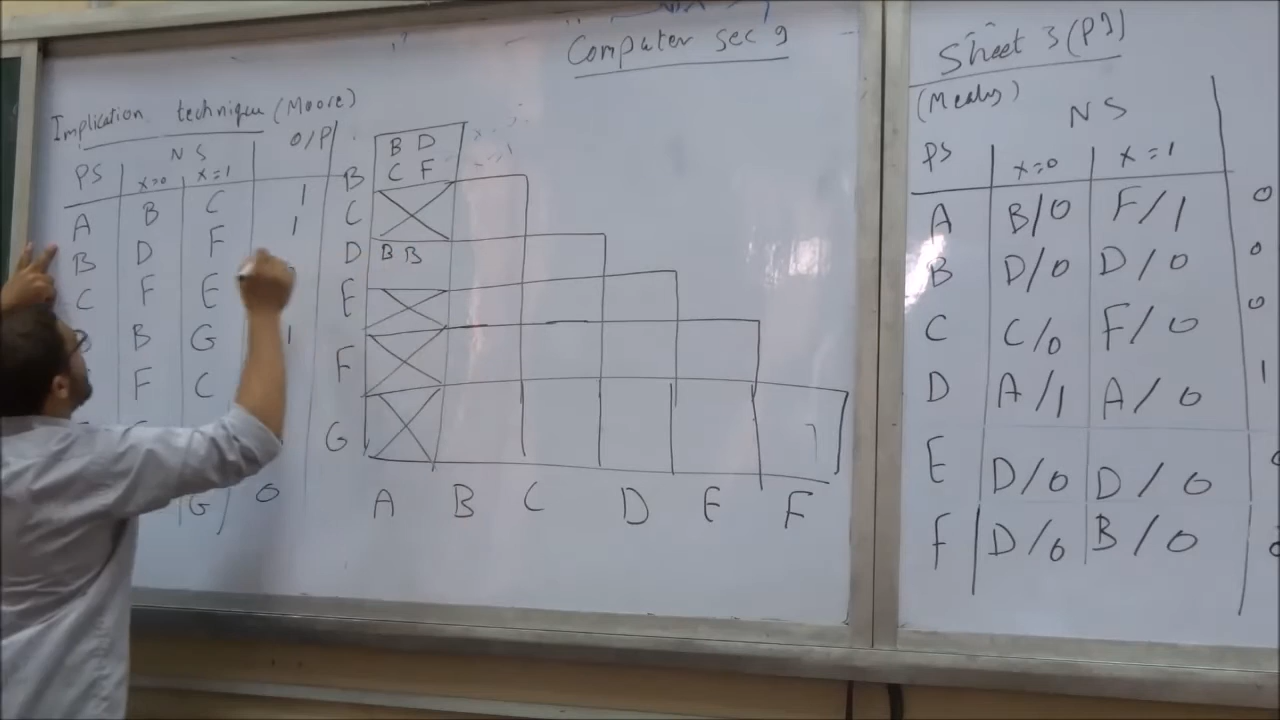 Computer sec 9
Implication technique (Moore)
PS NS O/P
x=0 x=1
A B C 1
B D F 1
C F E
B G 1
F C
G 0
B B D
C F
C
D B B
E
F
G
A B C D E F
Sheet 3 (P1)
(Mealy)
PS NS
x=0 x=1
A B/0 F/1 0
B D/0 D/0 0
C C/0 F/0 0
D A/1 A/0 1
E D/0 D/0
F D/0 B/0